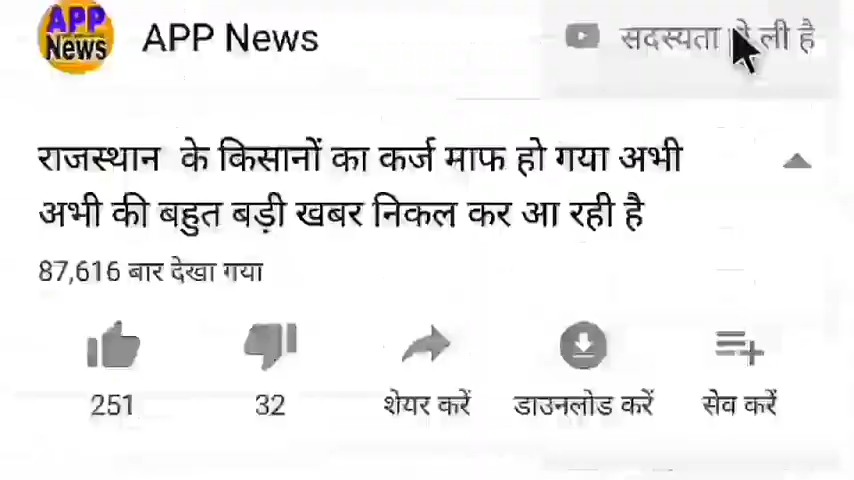 APP
News
APP News
सदस्यता ली है
राजस्थान के किसानों का कर्ज माफ हो गया अभी
अभी की बहुत बड़ी खबर निकल कर आ रही है
87,616 बार देखा गया
251
32
शेयर करें
डाउनलोड करें
सेव करें